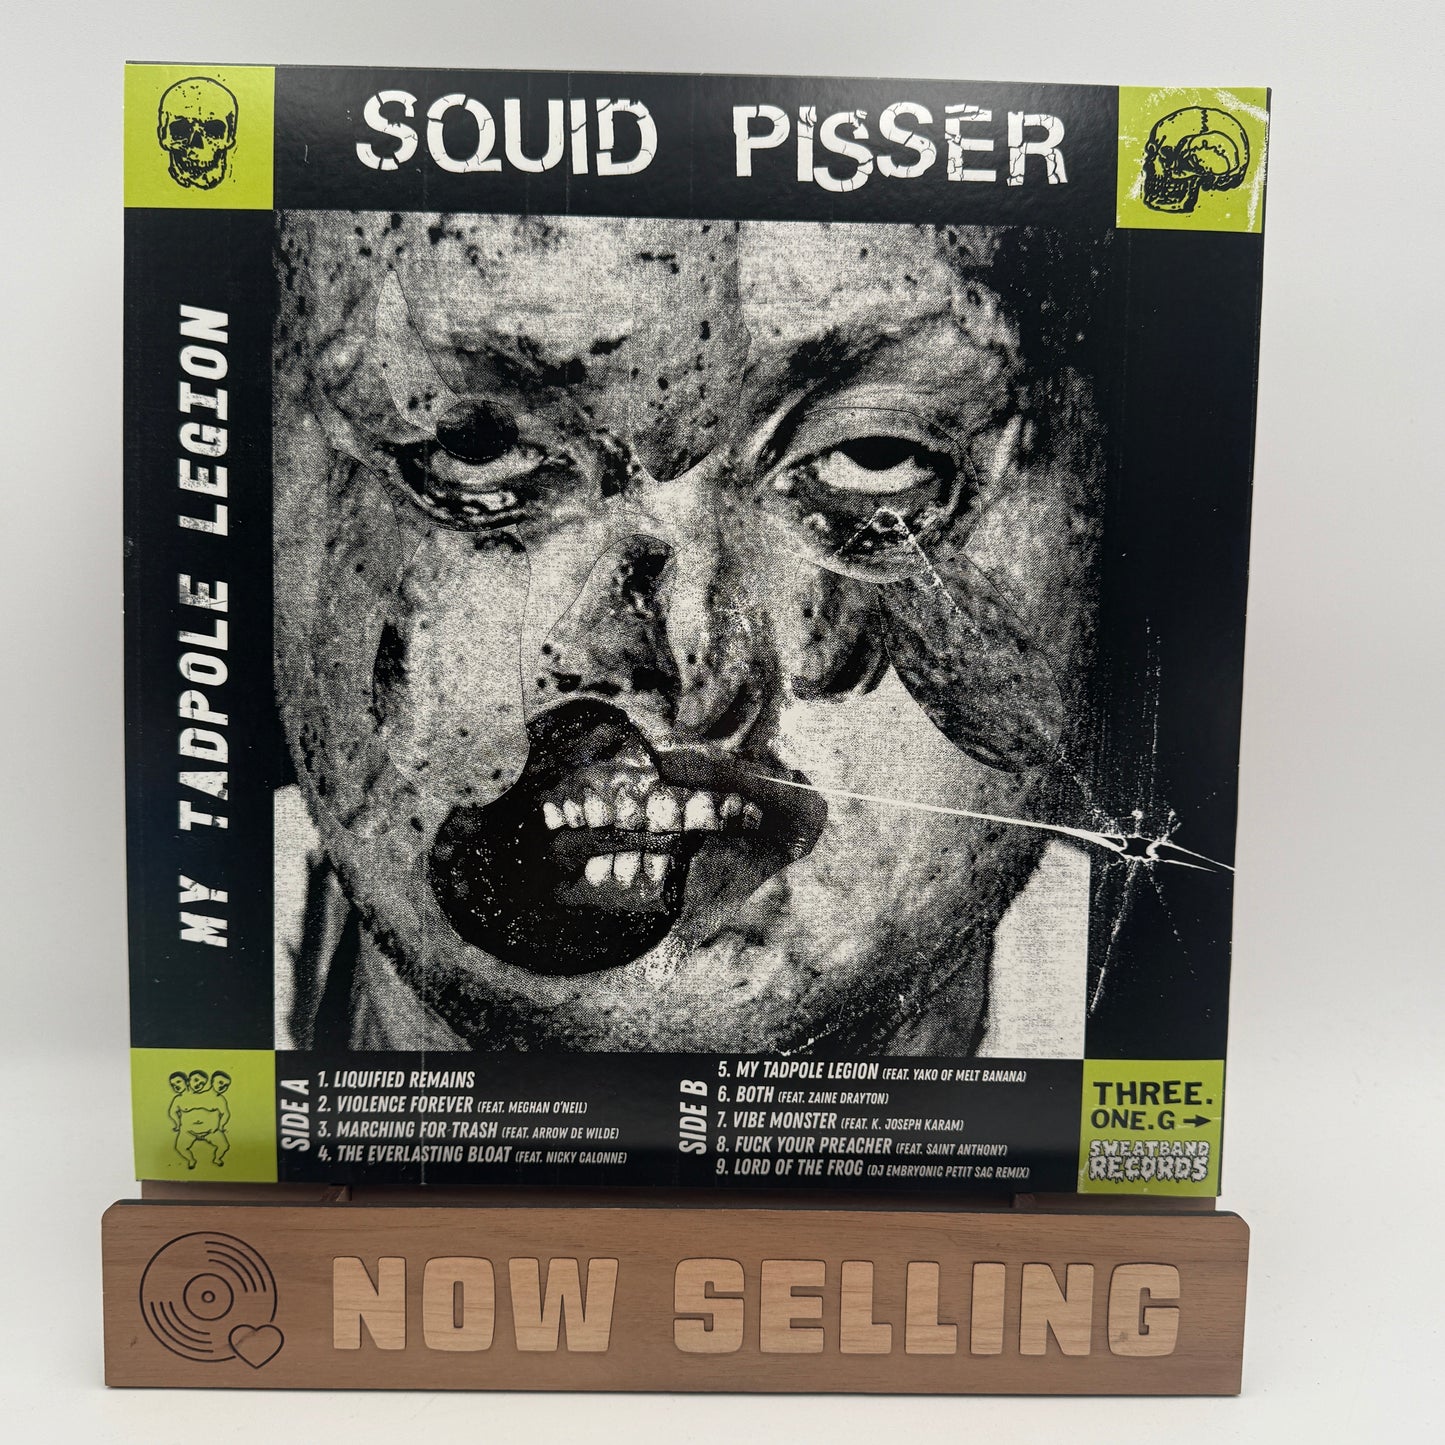 SQUID PISSER
MY TADPOLE LEGION
SIDE A
1. LIQUIFIED REMAINS
2. VIOLENCE FOREVER (FEAT. MEGHAN O'NEIL)
3. MARCHING FOR TRASH (FEAT. ARROW DE WILDE)
4. THE EVERLASTING BLOAT (FEAT. NICKY CALONNE)
SIDE B
5. MY TADPOLE LEGION (FEAT. YAKO OF MELT BANANA)
6. BOTH (FEAT. ZAINE DRAYTON)
7. VIBE MONSTER (FEAT. K. JOSEPH KARAM)
8. FUCK YOUR PREACHER (FEAT. SAINT ANTHONY)
9. LORD OF THE FROG (DJ EMBRYONIC PETIT SAC REMIX)
THREE.
ONE.G
SWEATBAND
RECORDS
NOW SELLING